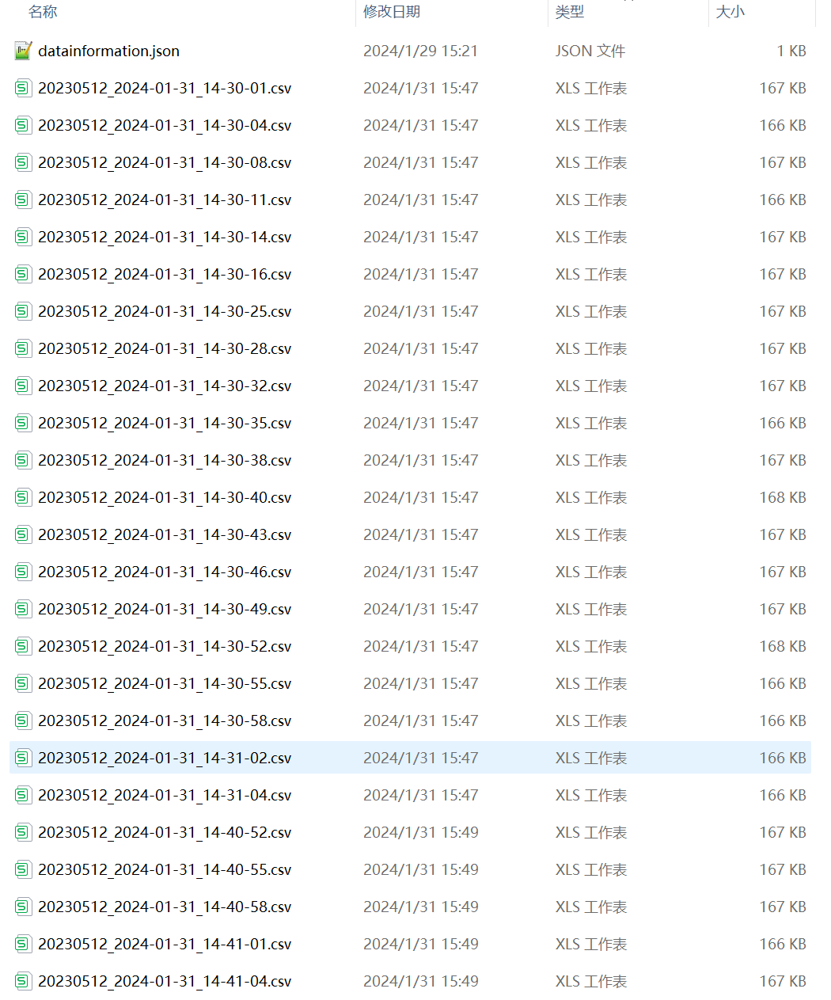 名称 修改日期 类型 大小
datainformation.json 2024/1/29 15:21 JSON 文件 1 KB
20230512_2024-01-31_14-30-01.csv 2024/1/31 15:47 XLS 工作表 167 KB
20230512_2024-01-31_14-30-04.csv 2024/1/31 15:47 XLS 工作表 166 KB
20230512_2024-01-31_14-30-08.csv 2024/1/31 15:47 XLS 工作表 167 KB
20230512_2024-01-31_14-30-11.csv 2024/1/31 15:47 XLS 工作表 166 KB
20230512_2024-01-31_14-30-14.csv 2024/1/31 15:47 XLS 工作表 167 KB
20230512_2024-01-31_14-30-16.csv 2024/1/31 15:47 XLS 工作表 167 KB
20230512_2024-01-31_14-30-25.csv 2024/1/31 15:47 XLS 工作表 167 KB
20230512_2024-01-31_14-30-28.csv 2024/1/31 15:47 XLS 工作表 167 KB
20230512_2024-01-31_14-30-32.csv 2024/1/31 15:47 XLS 工作表 167 KB
20230512_2024-01-31_14-30-35.csv 2024/1/31 15:47 XLS 工作表 166 KB
20230512_2024-01-31_14-30-38.csv 2024/1/31 15:47 XLS 工作表 167 KB
20230512_2024-01-31_14-30-40.csv 2024/1/31 15:47 XLS 工作表 168 KB
20230512_2024-01-31_14-30-43.csv 2024/1/31 15:47 XLS 工作表 167 KB
20230512_2024-01-31_14-30-46.csv 2024/1/31 15:47 XLS 工作表 167 KB
20230512_2024-01-31_14-30-49.csv 2024/1/31 15:47 XLS 工作表 167 KB
20230512_2024-01-31_14-30-52.csv 2024/1/31 15:47 XLS 工作表 168 KB
20230512_2024-01-31_14-30-55.csv 2024/1/31 15:47 XLS 工作表 166 KB
20230512_2024-01-31_14-30-58.csv 2024/1/31 15:47 XLS 工作表 166 KB
20230512_2024-01-31_14-31-02.csv 2024/1/31 15:47 XLS 工作表 166 KB
20230512_2024-01-31_14-31-04.csv 2024/1/31 15:47 XLS 工作表 166 KB
20230512_2024-01-31_14-40-52.csv 2024/1/31 15:49 XLS 工作表 167 KB
20230512_2024-01-31_14-40-55.csv 2024/1/31 15:49 XLS 工作表 167 KB
20230512_2024-01-31_14-40-58.csv 2024/1/31 15:49 XLS 工作表 167 KB
20230512_2024-01-31_14-41-01.csv 2024/1/31 15:49 XLS 工作表 166 KB
20230512_2024-01-31_14-41-04.csv 2024/1/31 15:49 XLS 工作表 167 KB